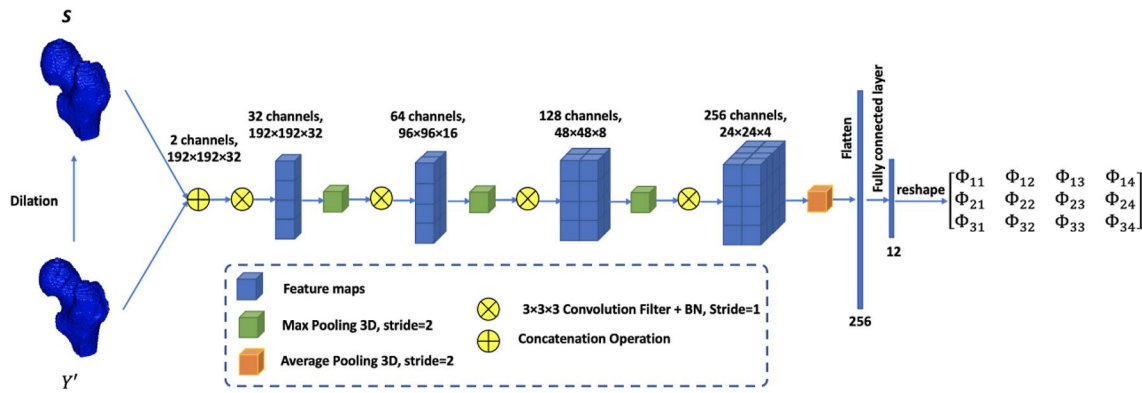 S
Dilation
Y'
2 channels,
192×192×32
32 channels,
192×192×32
64 channels,
96×96×16
128 channels,
48×48×8
256 channels,
24×24×4
Flatten
256
Fully connected layer
12
reshape
Φ11 Φ12 Φ13 Φ14
Φ21 Φ22 Φ23 Φ24
Φ31 Φ32 Φ33 Φ34
Feature maps
Max Pooling 3D, stride=2
Average Pooling 3D, stride=2
3×3×3 Convolution Filter + BN, Stride=1
Concatenation Operation